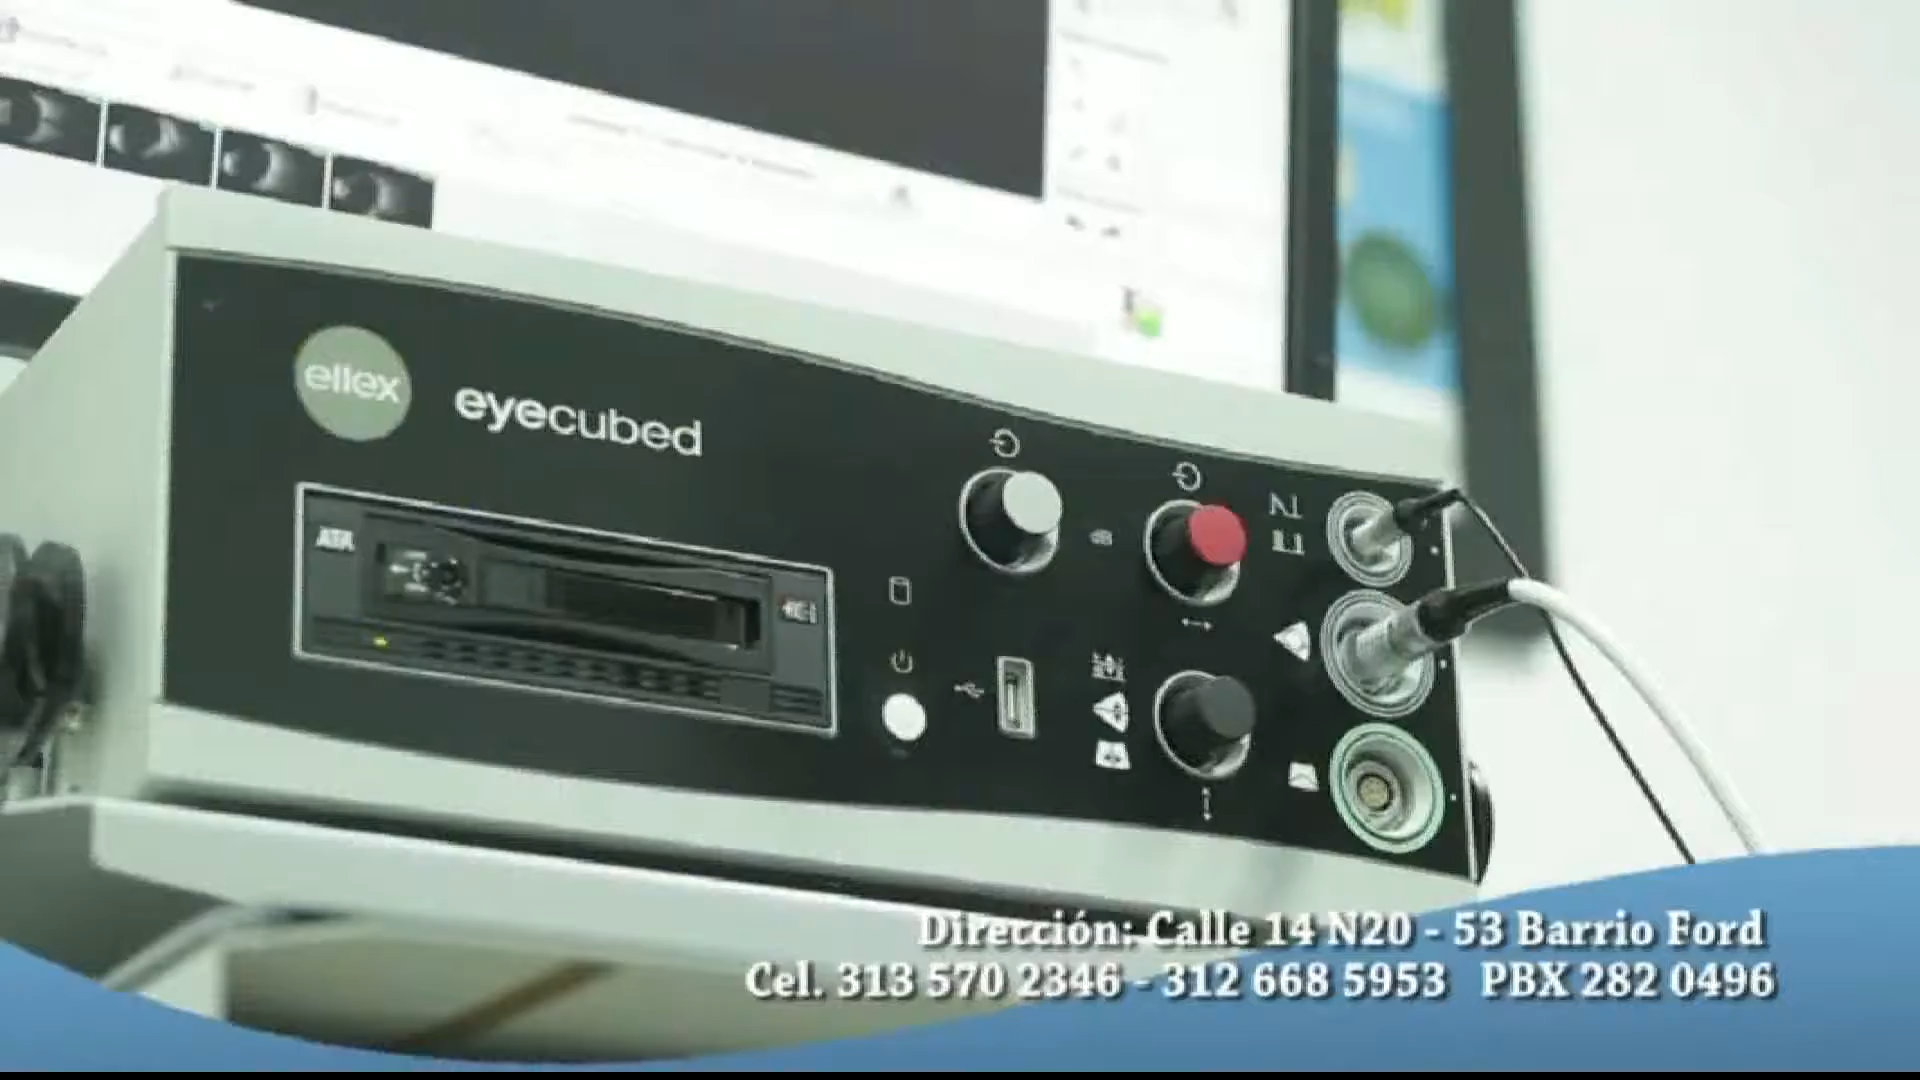 ellex
eyecubed
ATA
dB
Dirección: Calle 14 N20 - 53 Barrio Ford
Cel. 313 570 2346 - 312 668 5953 PBX 282 0496